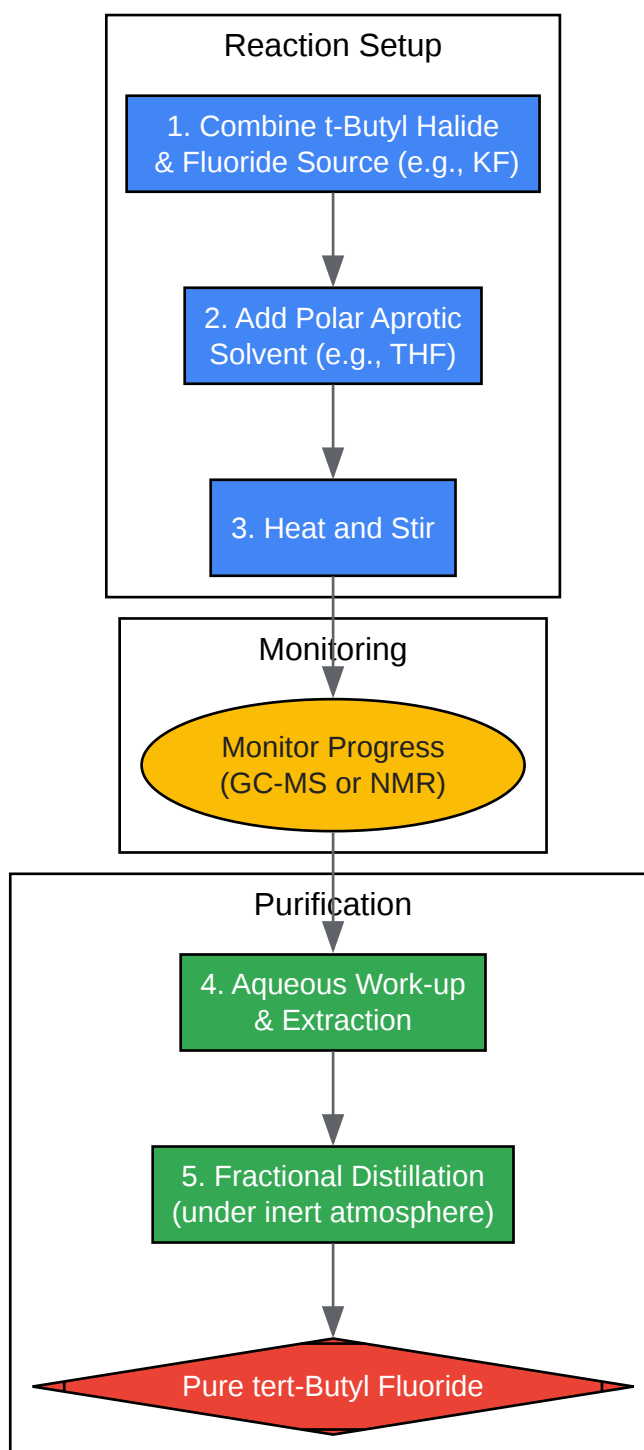 Reaction Setup
1. Combine t-Butyl Halide
& Fluoride Source (e.g., KF)
2. Add Polar Aprotic
Solvent (e.g., THF)
3. Heat and Stir
Monitoring
Monitor Progress
(GC-MS or NMR)
Purification
4. Aqueous Work-up
& Extraction
5. Fractional Distillation
(under inert atmosphere)
Pure tert-Butyl Fluoride